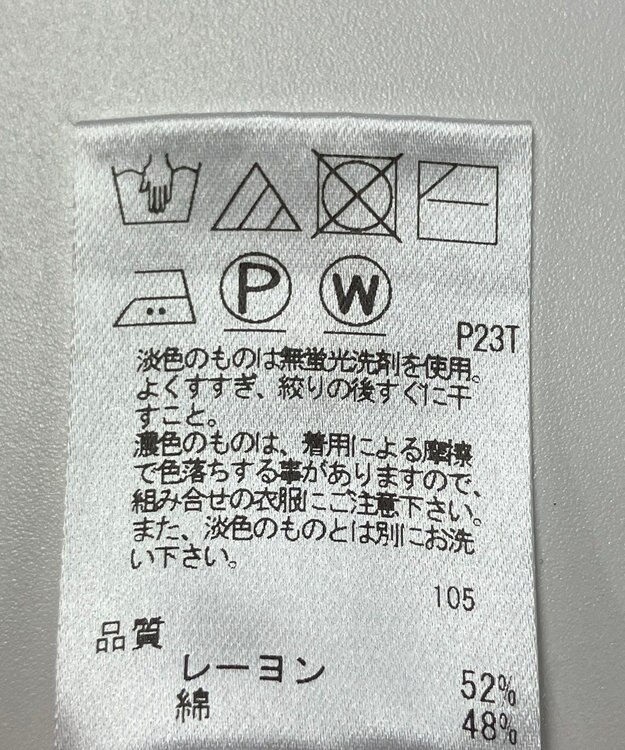 P
W
P23T
淡色のものは無蛍光洗剤を使用。
よくすすぎ、絞りの後すぐに干
すこと。
濃色のものは、着用による摩擦
で色落ちする事がありますので、
組み合せの衣服にご注意下さい。
また、淡色のものとは別にお洗
い下さい。
105
品質
レーヨン 52%
綿 48%